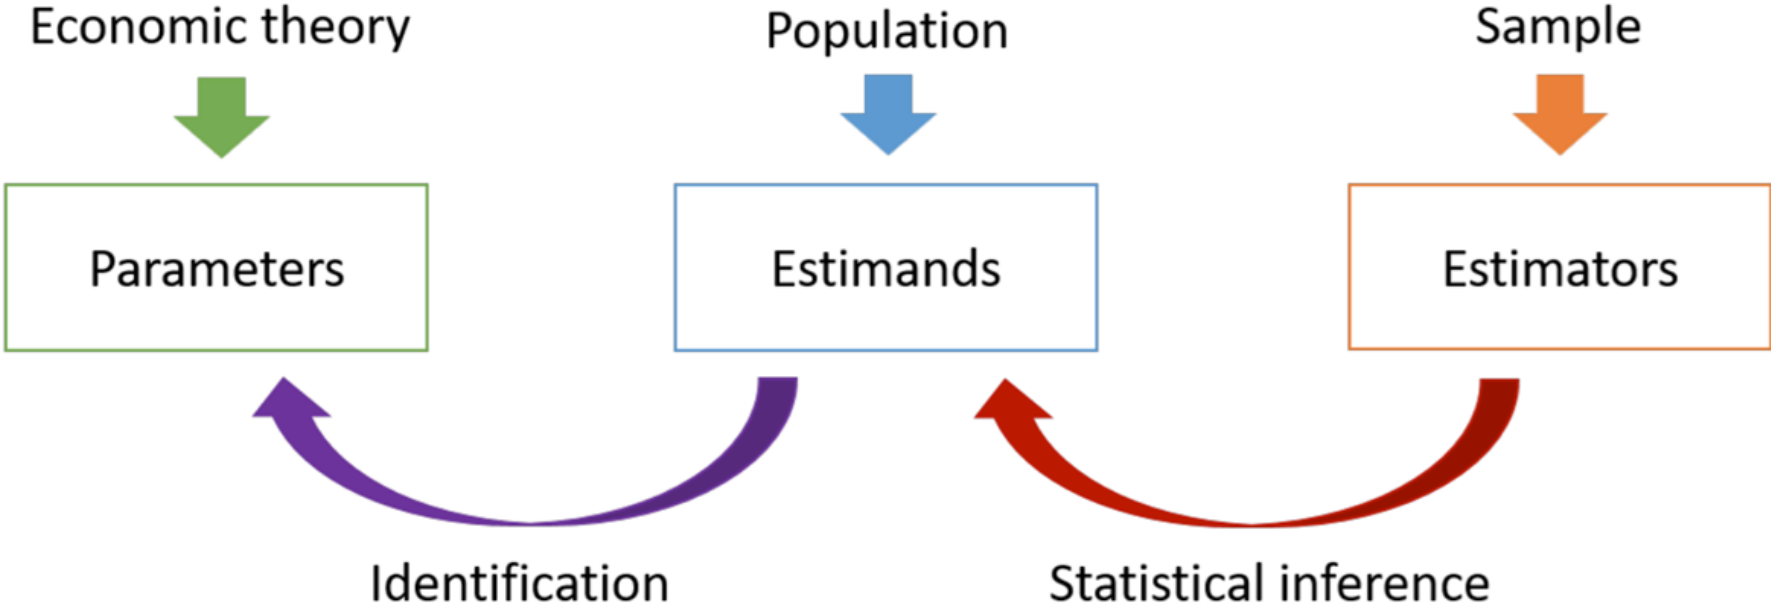 Economic theory
Population
Sample
Parameters
Estimands
Estimators
Identification
Statistical inference